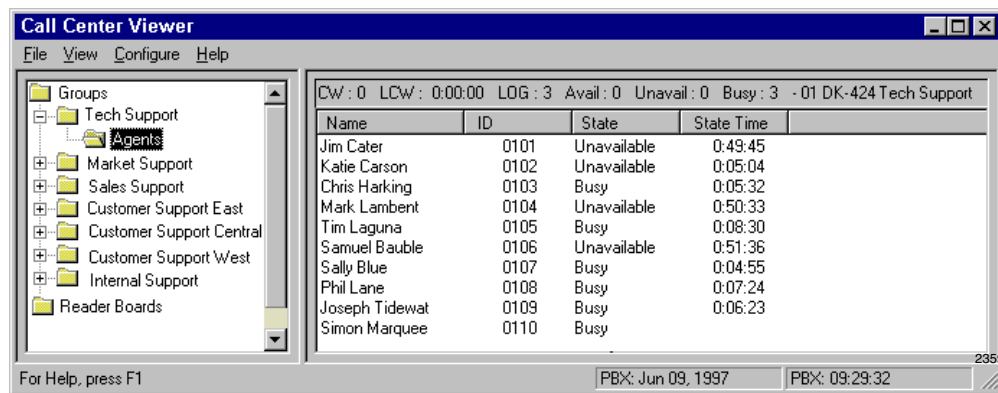 Call Center Viewer
File View Configure Help
Groups
Tech Support
Agents
Market Support
Sales Support
Customer Support East
Customer Support Central
Customer Support West
Internal Support
Reader Boards
CW : 0 LCW : 0:00:00 LOG : 3 Avail : 0 Unavail : 0 Busy : 3 - 01 DK-424 Tech Support
Name ID State State Time
Jim Cater 0101 Unavailable 0:49:45
Katie Carson 0102 Unavailable 0:05:04
Chris Harking 0103 Busy 0:05:32
Mark Lambent 0104 Unavailable 0:50:33
Tim Laguna 0105 Busy 0:08:30
Samuel Bauble 0106 Unavailable 0:51:36
Sally Blue 0107 Busy 0:04:55
Phil Lane 0108 Busy 0:07:24
Joseph Tidewat 0109 Busy 0:06:23
Simon Marquee 0110 Busy
For Help, press F1 PBX: Jun 09, 1997 PBX: 09:29:32